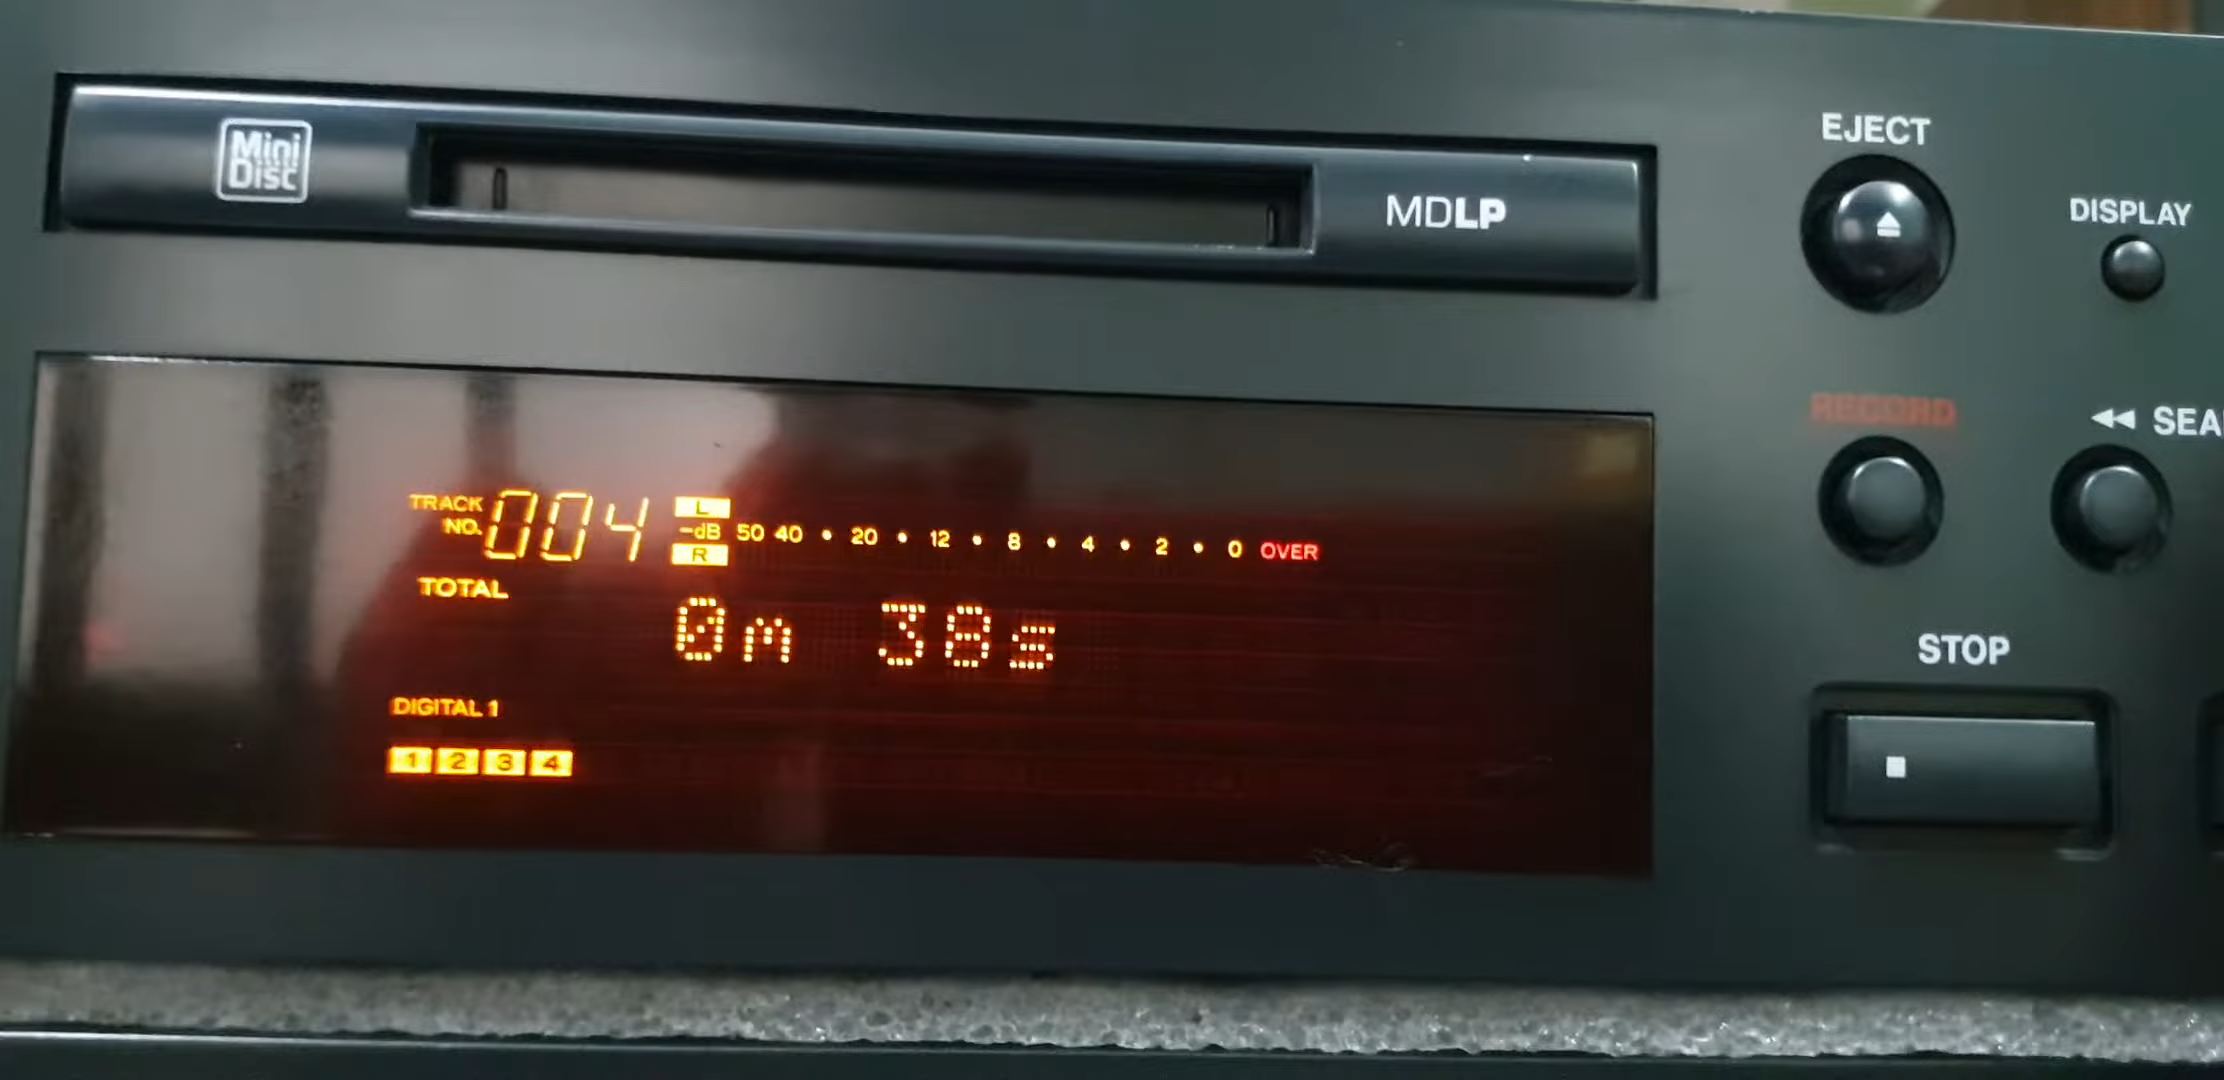 Mini
Disc
MDLP
EJECT
DISPLAY
RECORD
◀◀ SEA
STOP
TRACK
NO. 004
L
-dB 50 40 • 20 • 12 • 8 • 4 • 2 • 0 OVER
R
TOTAL
0m 38s
DIGITAL 1
1 2 3 4